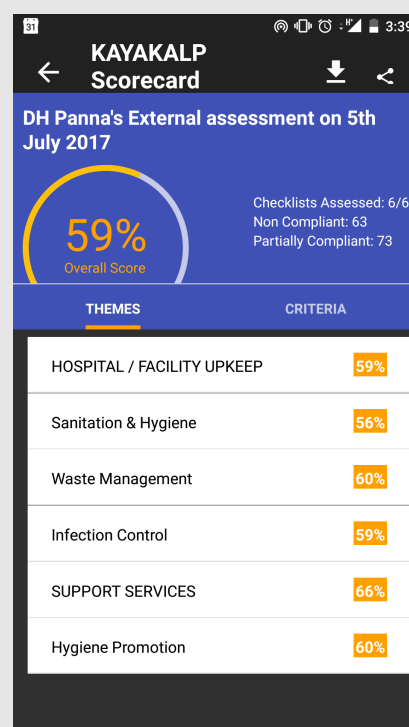 31
H+
3:39
KAYAKALP
Scorecard
DH Panna's External assessment on 5th
July 2017
59%
Overall Score
Checklists Assessed: 6/6
Non Compliant: 63
Partially Compliant: 73
THEMES
CRITERIA
HOSPITAL / FACILITY UPKEEP 59%
Sanitation & Hygiene 56%
Waste Management 60%
Infection Control 59%
SUPPORT SERVICES 66%
Hygiene Promotion 60%